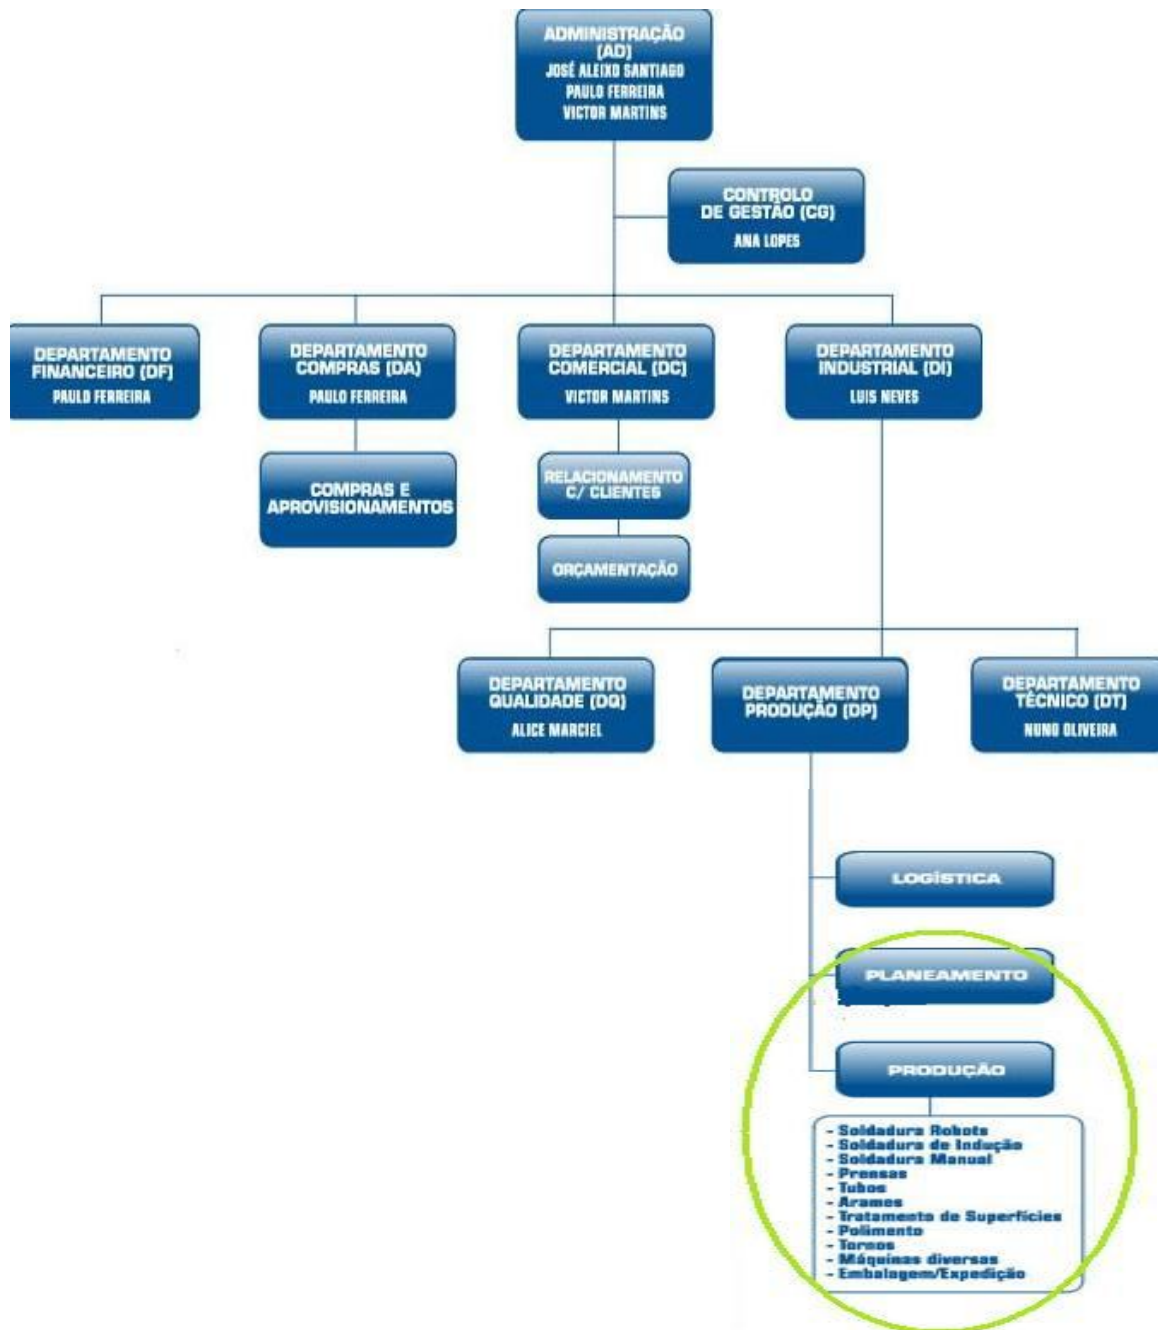 ADMINISTRAÇÃO
(AD)
JOSÉ ALEIXO SANTIAGO
PAULO FERREIRA
VICTOR MARTINS
CONTROLO
DE GESTÃO (CG)
ANA LOPES
DEPARTAMENTO
FINANCEIRO (DF)
PAULO FERREIRA
DEPARTAMENTO
COMPRAS (DA)
PAULO FERREIRA
DEPARTAMENTO
COMERCIAL (DC)
VICTOR MARTINS
DEPARTAMENTO
INDUSTRIAL (DI)
LUIS NEVES
COMPRAS E
APROVISIONAMENTOS
RELACIONAMENTO
C/ CLIENTES
ORÇAMENTAÇÃO
DEPARTAMENTO
QUALIDADE (DQ)
ALICE MARCIEL
DEPARTAMENTO
PRODUÇÃO (DP)
DEPARTAMENTO
TÉCNICO (DT)
NUNO OLIVEIRA
LOGÍSTICA
PLANEAMENTO
PRODUÇÃO
- Soldadura Robots
- Soldadura de Indução
- Soldadura Manual
- Prensas
- Tubos
- Arames
- Tratamento de Superfícies
- Polimento
- Tornos
- Máquinas diversas
- Embalagem/Expedição